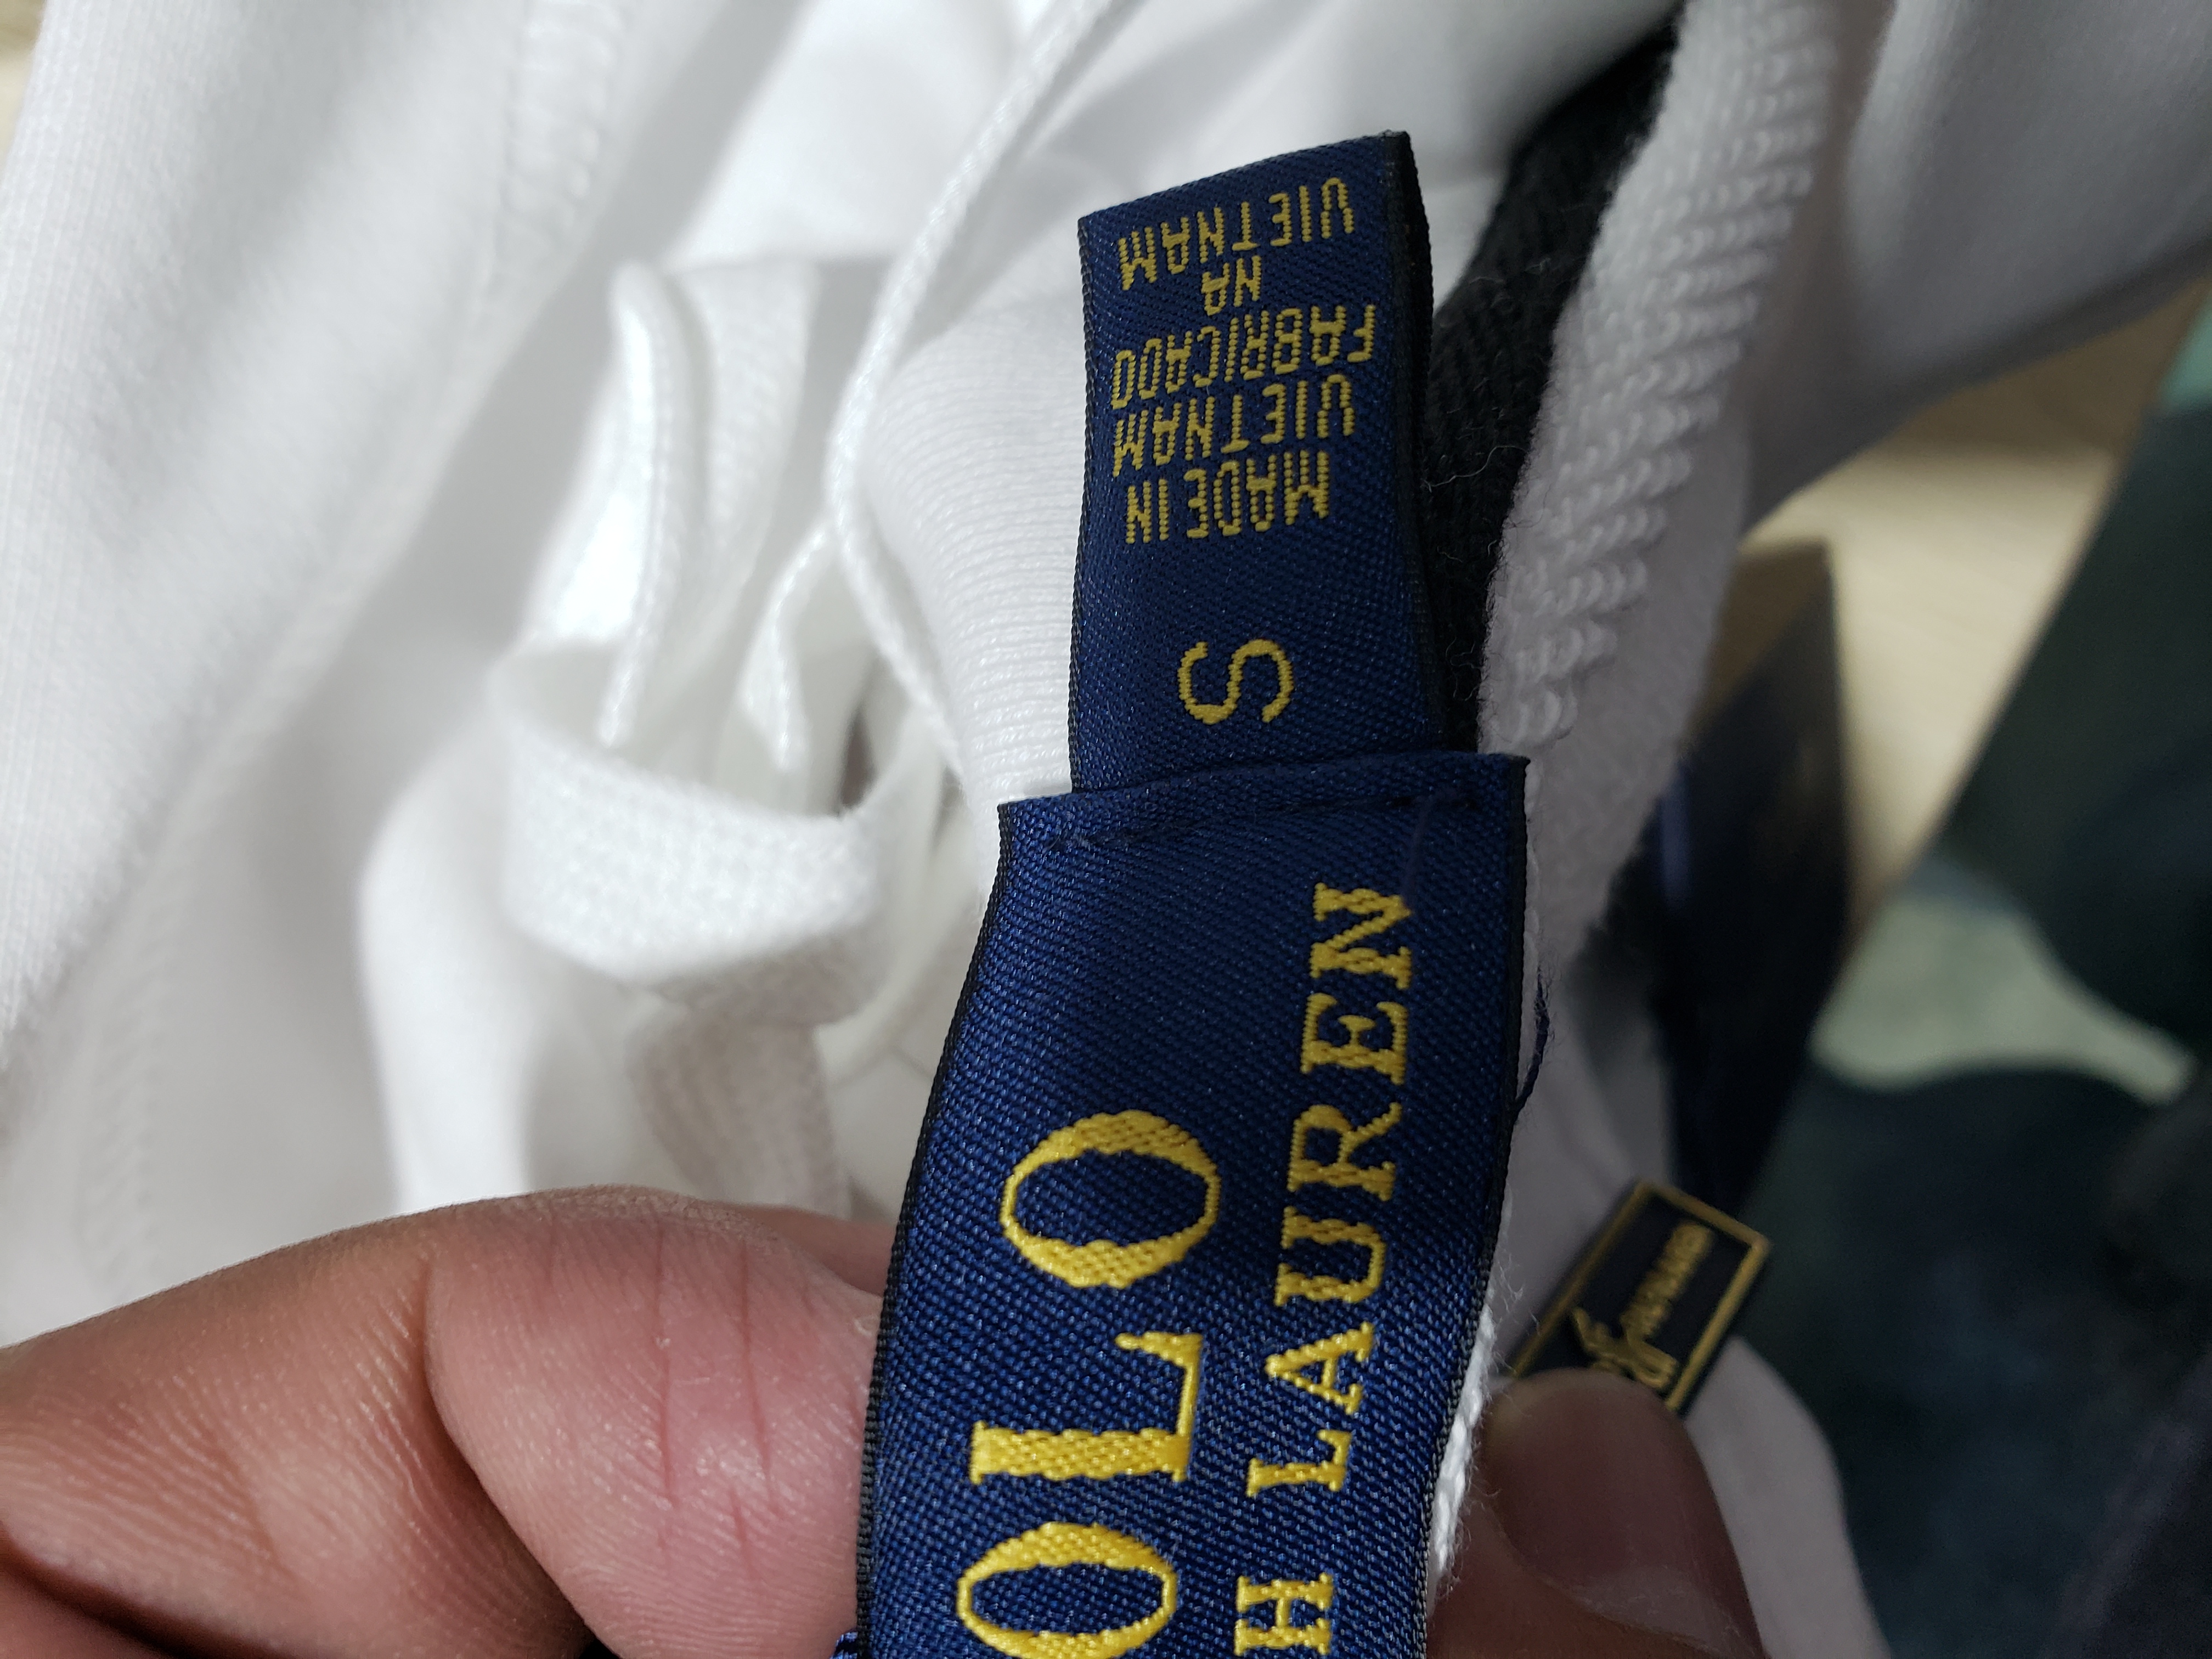 OLO
H LAUREN
S
MADE IN
VIETNAM
FABRICADO
NA
VIETNAM